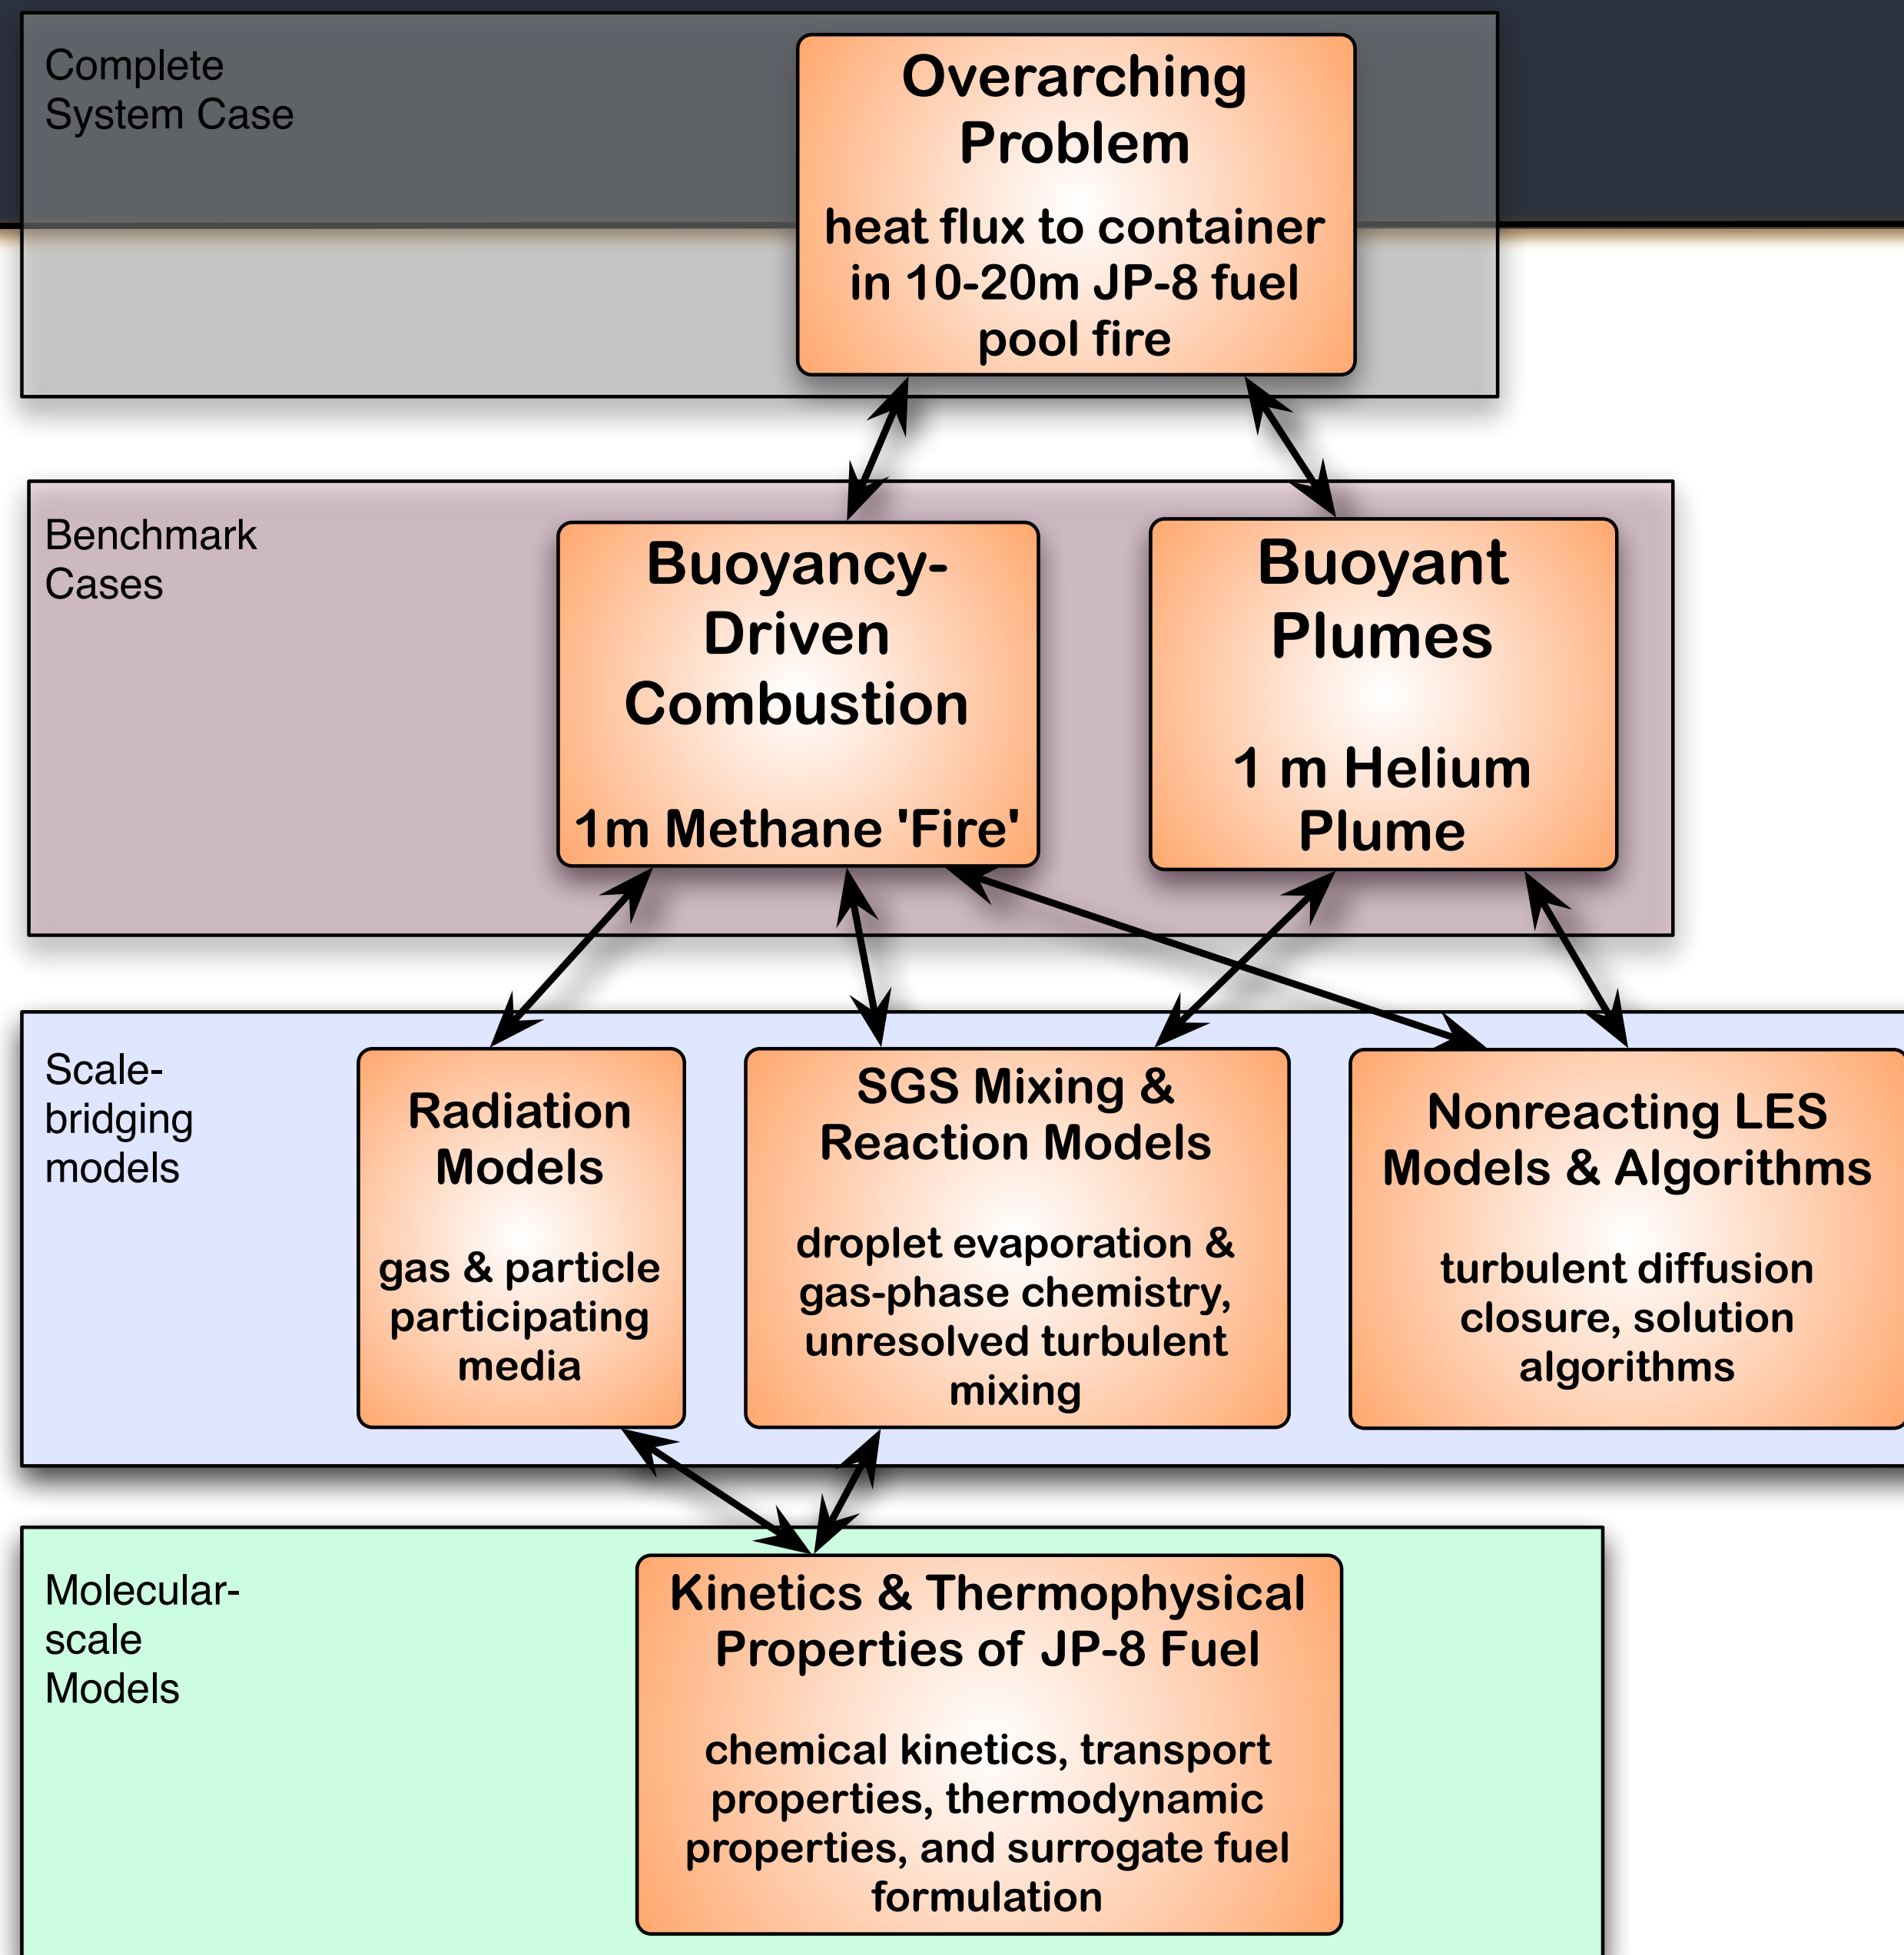 Complete
System Case
Overarching
Problem
heat flux to container
in 10-20m JP-8 fuel
pool fire
Benchmark
Cases
Buoyancy-
Driven
Combustion
1m Methane 'Fire'
Buoyant
Plumes
1 m Helium
Plume
Scale-
bridging
models
Radiation
Models
gas & particle
participating
media
SGS Mixing &
Reaction Models
droplet evaporation &
gas-phase chemistry,
unresolved turbulent
mixing
Nonreacting LES
Models & Algorithms
turbulent diffusion
closure, solution
algorithms
Molecular-
scale
Models
Kinetics & Thermophysical
Properties of JP-8 Fuel
chemical kinetics, transport
properties, thermodynamic
properties, and surrogate fuel
formulation